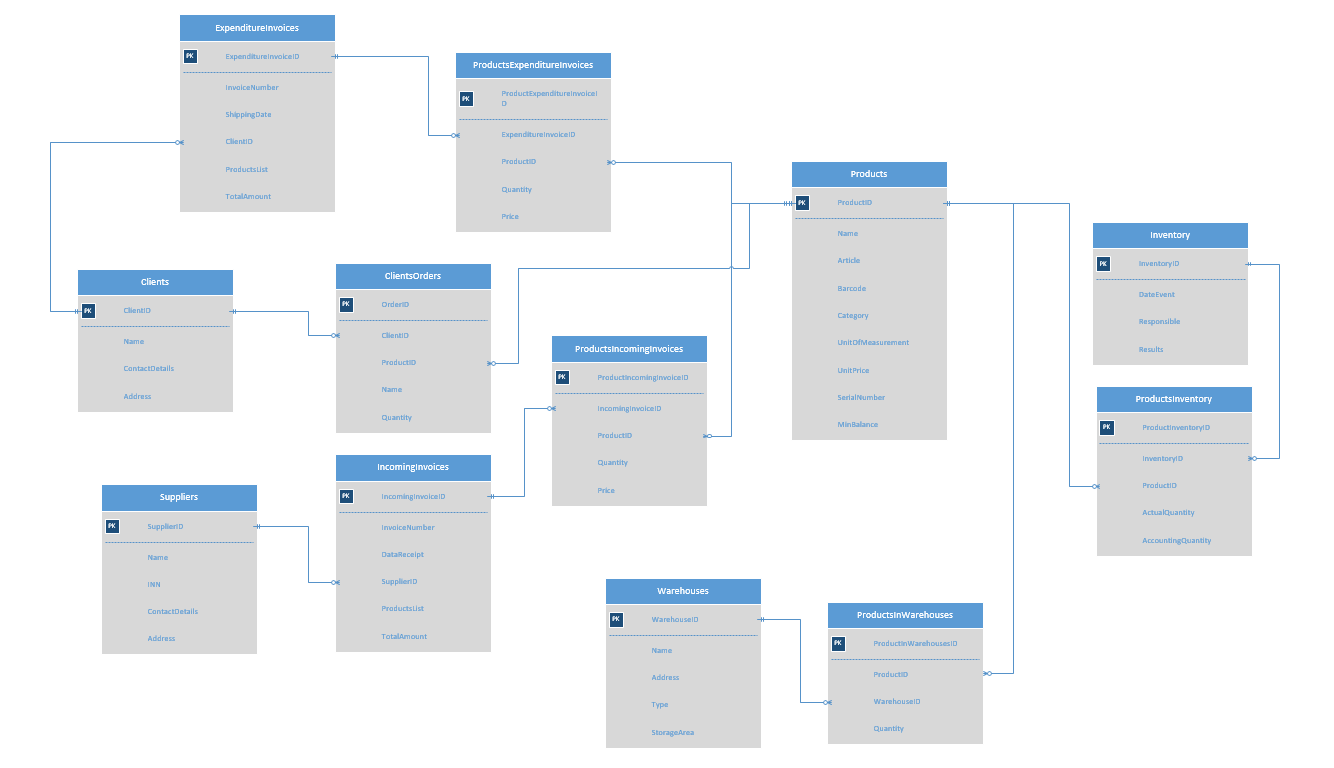 ExpenditureInvoices
PK ExpenditureInvoiceID
InvoiceNumber
ShippingDate
ClientID
ProductsList
TotalAmount
ProductsExpenditureInvoices
PK ProductExpenditureInvoiceI
D
ExpenditureInvoiceID
ProductID
Quantity
Price
Products
PK ProductID
Name
Article
Barcode
Category
UnitOfMeasurement
UnitPrice
SerialNumber
MinBalance
Inventory
PK InventoryID
DateEvent
Responsible
Results
Clients
PK ClientID
Name
ContactDetails
Address
ClientsOrders
PK OrderID
ClientID
ProductID
Name
Quantity
ProductsIncomingInvoices
PK ProductIncomingInvoiceID
IncomingInvoiceID
ProductID
Quantity
Price
ProductsInventory
PK ProductInventoryID
InventoryID
ProductID
ActualQuantity
AccountingQuantity
Suppliers
PK SupplierID
Name
INN
ContactDetails
Address
IncomingInvoices
PK IncomingInvoiceID
InvoiceNumber
DataReceipt
SupplierID
ProductsList
TotalAmount
Warehouses
PK WarehouseID
Name
Address
Type
StorageArea
ProductsInWarehouses
PK ProductInWarehousesID
ProductID
WarehouseID
Quantity